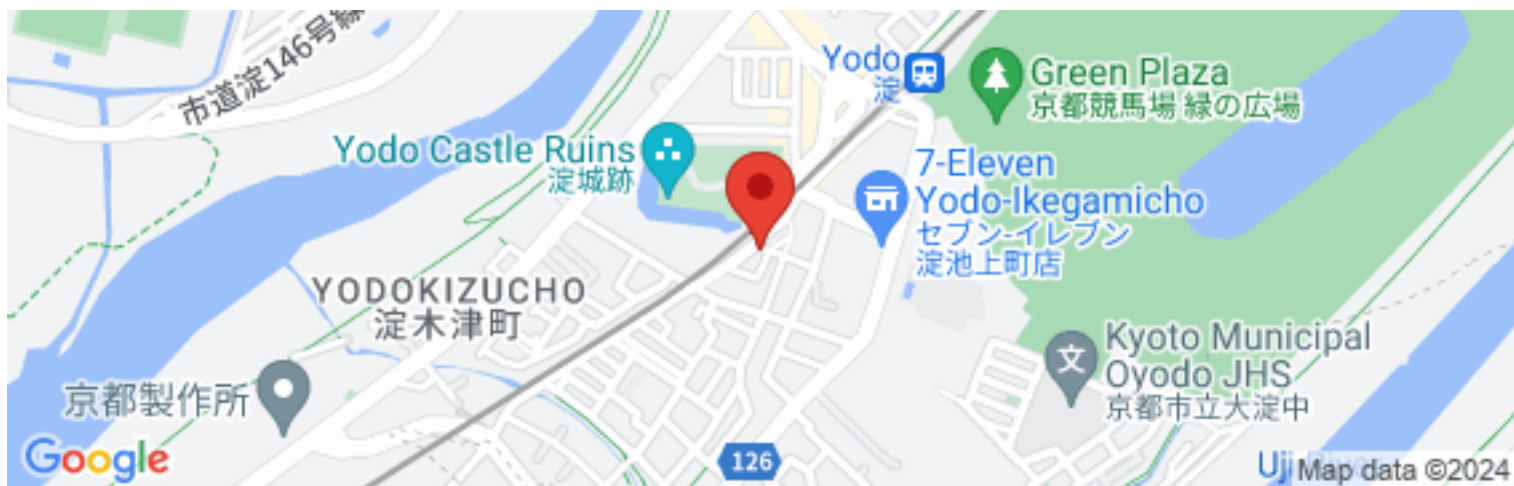 市道淀146号線
Yodo
淀
Green Plaza
京都競馬場 緑の広場
Yodo Castle Ruins
淀城跡
7-Eleven
Yodo-Ikegamicho
セブン-イレブン
淀池上町店
YODOKIZUCHO
淀木津町
Kyoto Municipal
Oyodo JHS
京都市立大淀中
京都製作所
126
Google
Uji
Map data ©2024